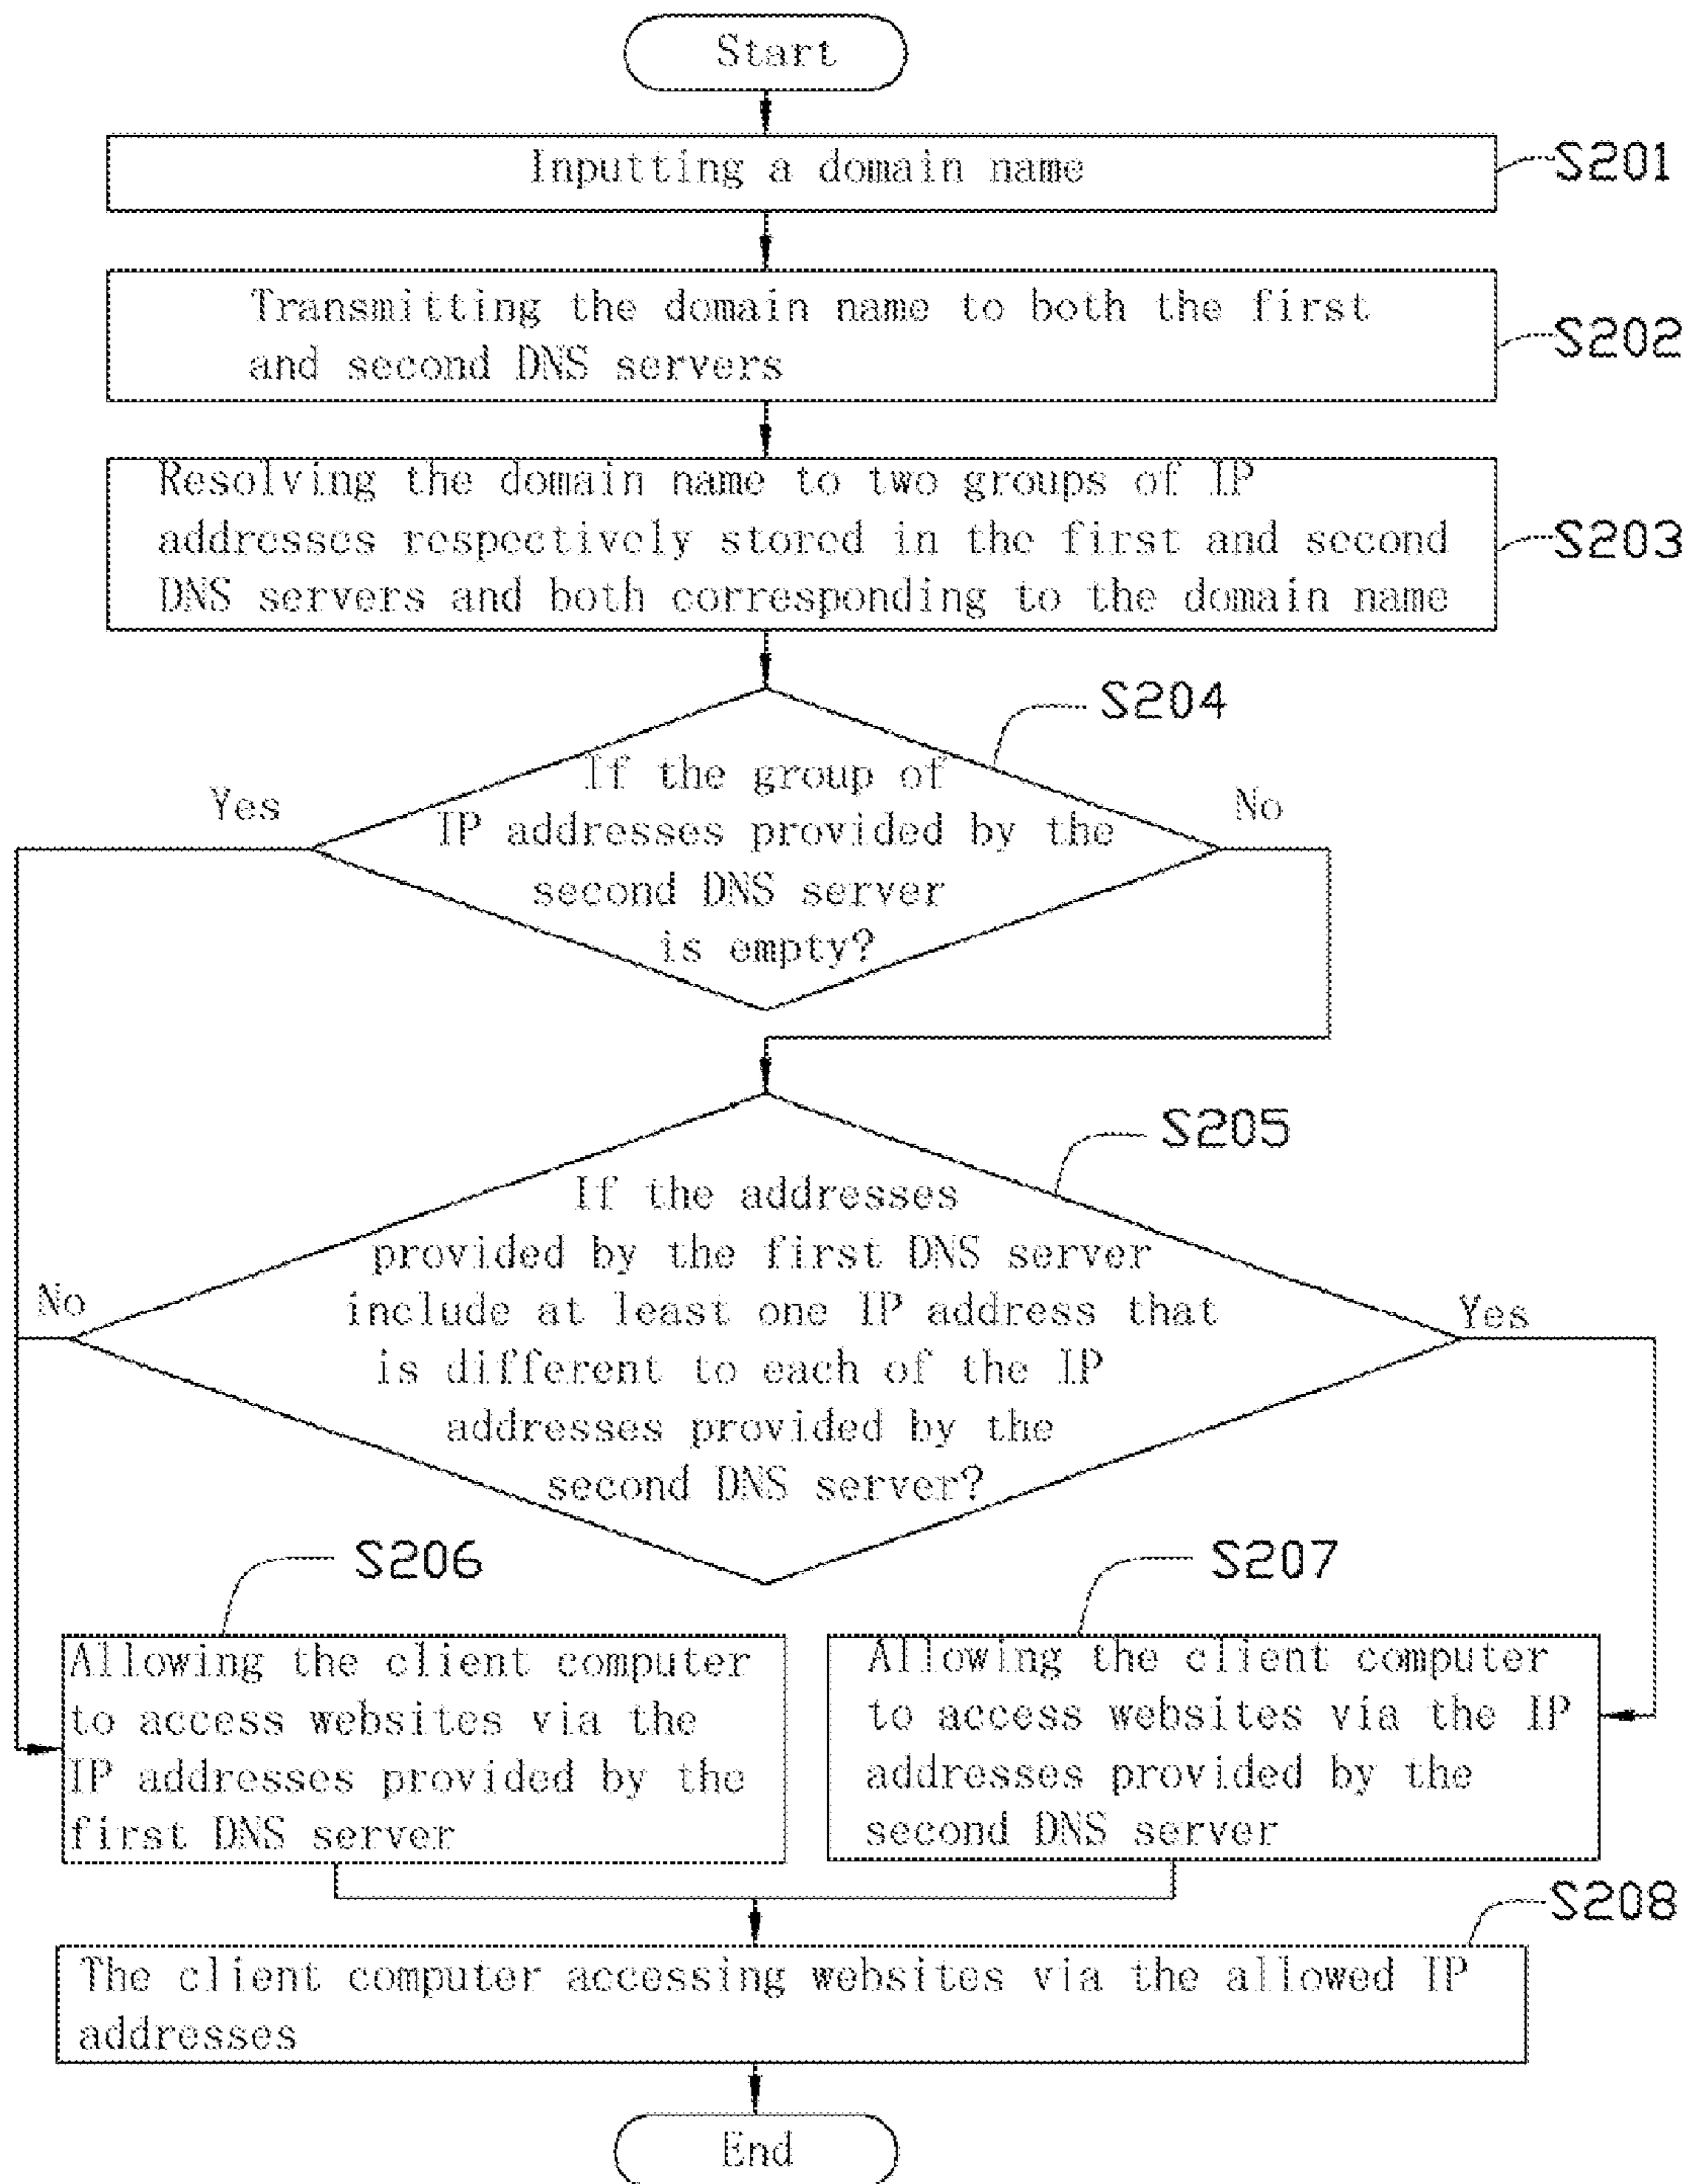 Start
Inputting a domain name
S201
Transmitting the domain name to both the first
and second DNS servers
S202
Resolving the domain name to two groups of IP
addresses respectively stored in the first and second
DNS servers and both corresponding to the domain name
S203
S204
If the group of
IP addresses provided by the
second DNS server
is empty?
Yes
No
S205
If the addresses
provided by the first DNS server
include at least one IP address that
is different to each of the IP
addresses provided by the
second DNS server?
No
Yes
S206
Allowing the client computer
to access websites via the
IP addresses provided by the
first DNS server
S207
Allowing the client computer
to access websites via the IP
addresses provided by the
second DNS server
S208
The client computer accessing websites via the allowed IP
addresses
End